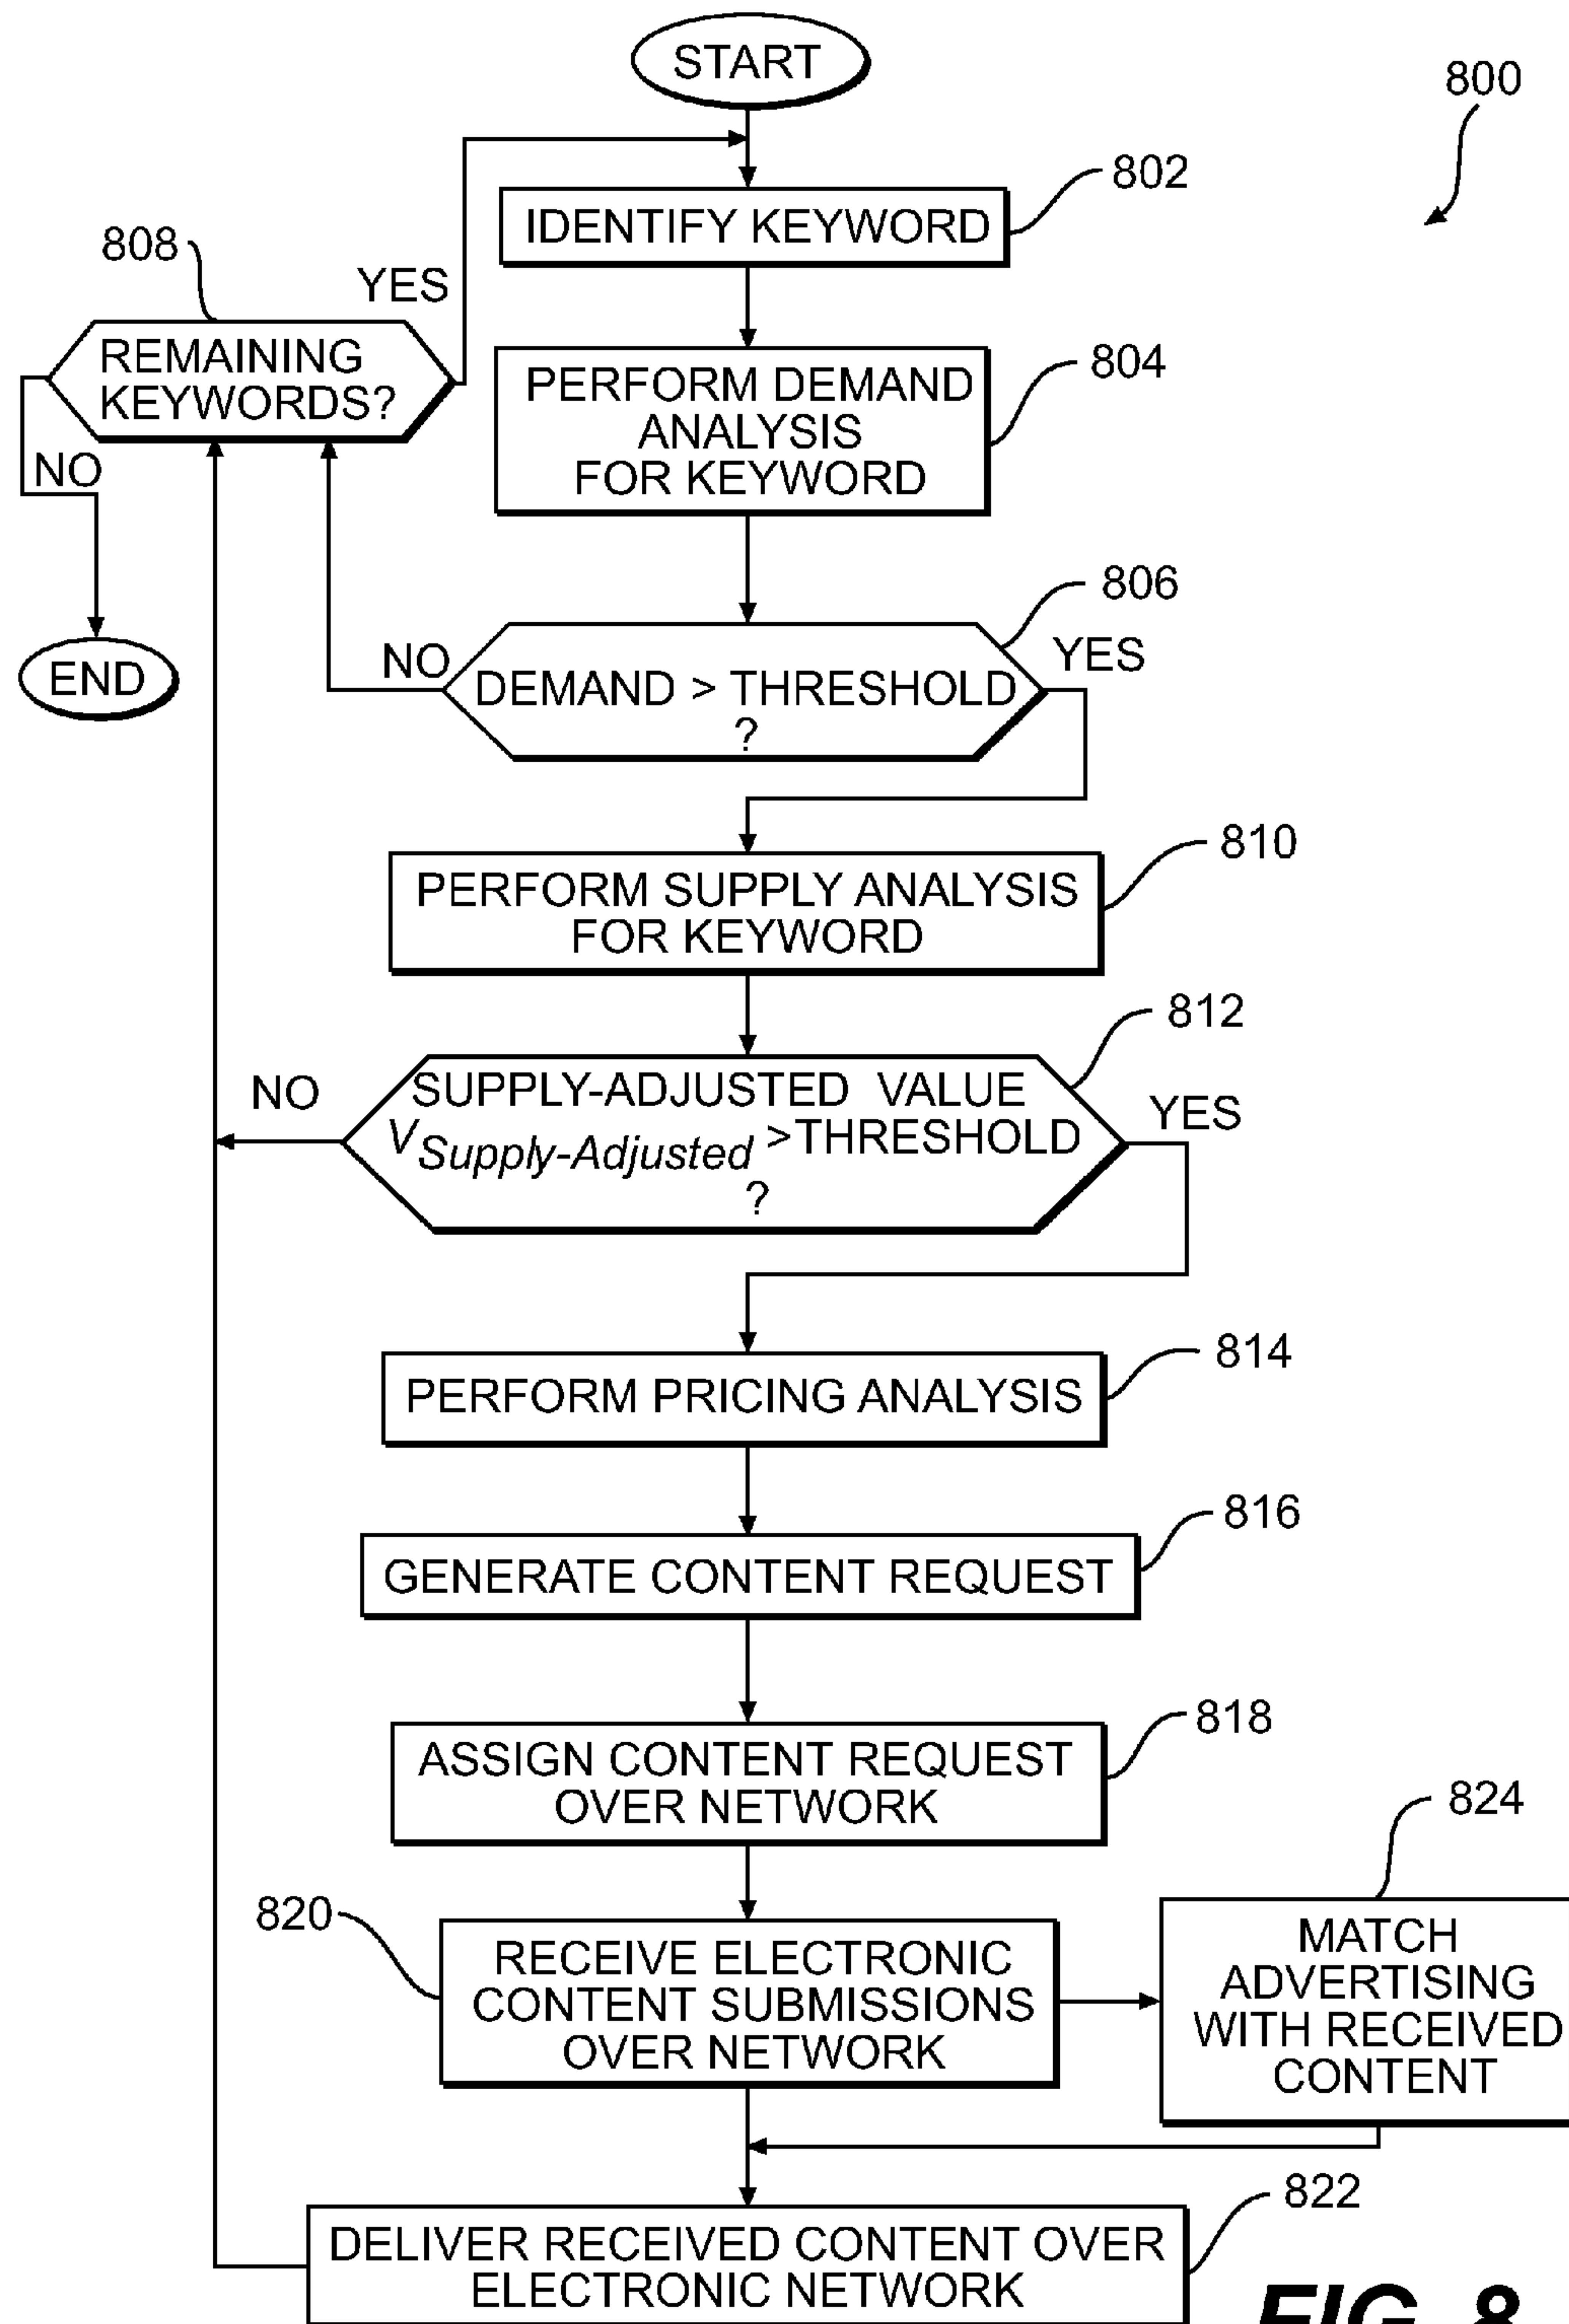 START
800
802
IDENTIFY KEYWORD
808
YES
REMAINING
KEYWORDS?
804
PERFORM DEMAND
ANALYSIS
FOR KEYWORD
NO
END
806
NO
YES
DEMAND > THRESHOLD
?
810
PERFORM SUPPLY ANALYSIS
FOR KEYWORD
812
NO
YES
SUPPLY-ADJUSTED VALUE
V Supply-Adjusted >THRESHOLD
?
814
PERFORM PRICING ANALYSIS
816
GENERATE CONTENT REQUEST
818
ASSIGN CONTENT REQUEST
OVER NETWORK
824
820
RECEIVE ELECTRONIC
CONTENT SUBMISSIONS
OVER NETWORK
MATCH
ADVERTISING
WITH RECEIVED
CONTENT
822
DELIVER RECEIVED CONTENT OVER
ELECTRONIC NETWORK
FIG. 8